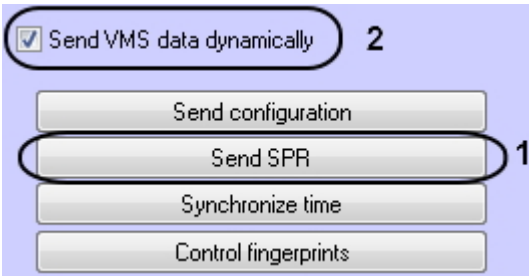 Send VMS data dynamically 2
Send configuration
Send SPR 1
Synchronize time
Control fingerprints